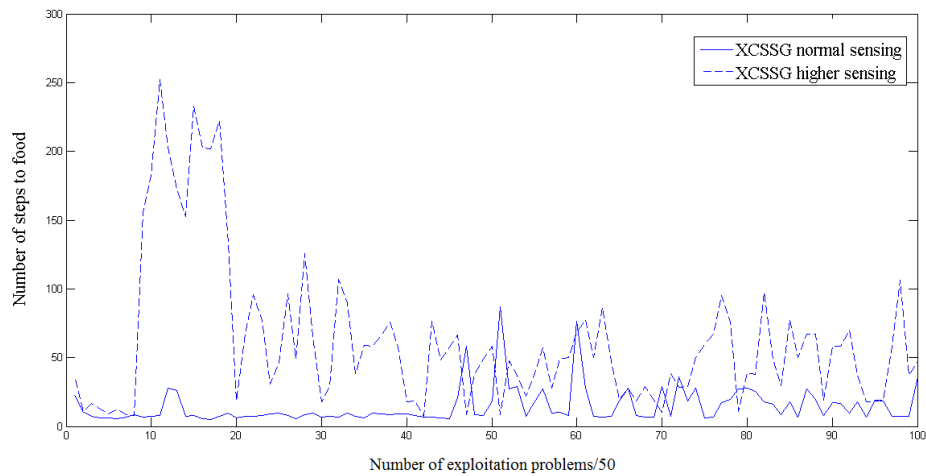 300
250
200
150
100
50
0
Number of steps to food
XCSSG normal sensing
XCSSG higher sensing
0 10 20 30 40 50 60 70 80 90 100
Number of exploitation problems/50